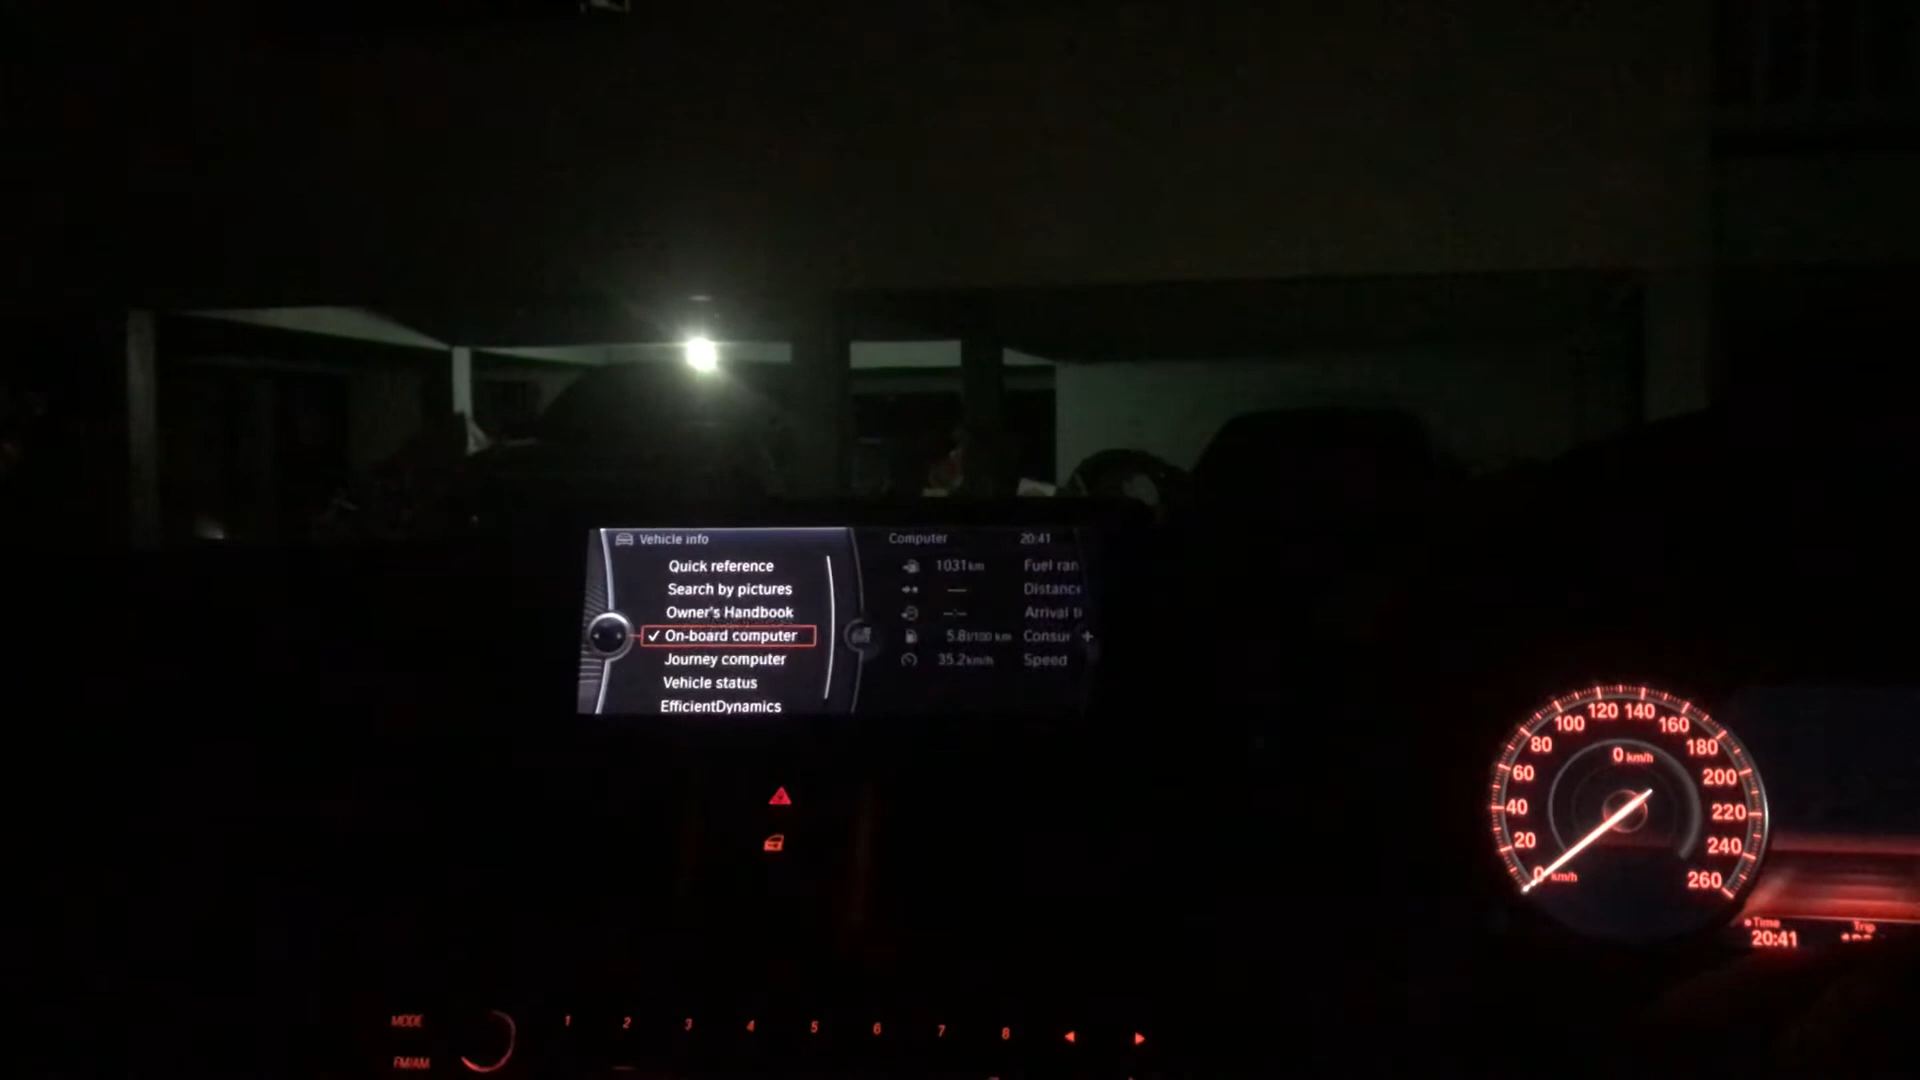 Vehicle info
Quick reference
Search by pictures
Owner's Handbook
✓ On-board computer
Journey computer
Vehicle status
EfficientDynamics
Computer 20:41
1031 km Fuel ran
--- Distance
--:-- Arrival ti
5.8 l/100 km Consu +
35.2 km/h Speed
0 km/h
0 20 40 60 80 100 120 140 160 180 200 220 240 260
km/h
Time
20:41
Trip
MODE
FM/AM
1 2 3 4 5 6 7 8